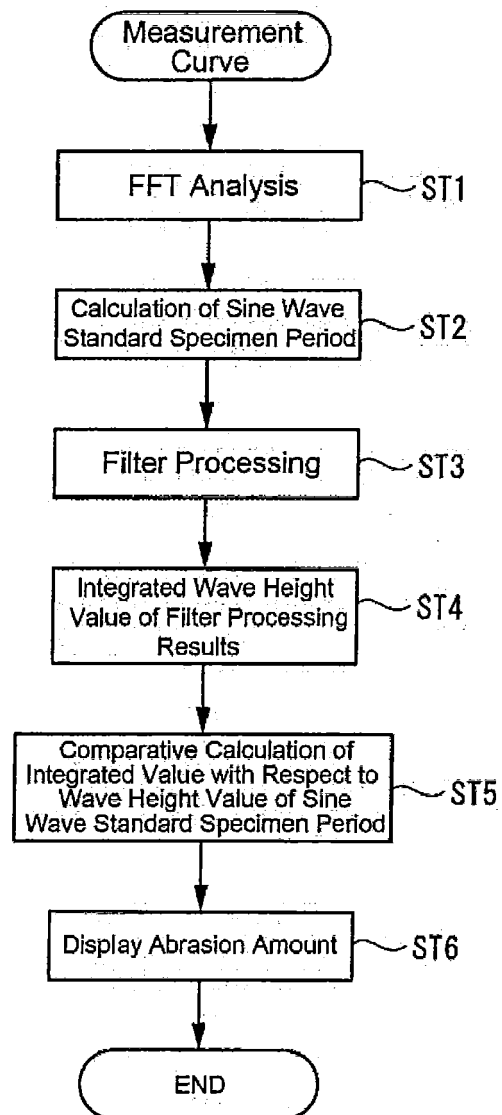 Measurement
Curve
FFT Analysis
ST1
Calculation of Sine Wave
Standard Specimen Period
ST2
Filter Processing
ST3
Integrated Wave Height
Value of Filter Processing
Results
ST4
Comparative Calculation of
Integrated Value with Respect to
Wave Height Value of Sine
Wave Standard Specimen Period
ST5
Display Abrasion Amount
ST6
END